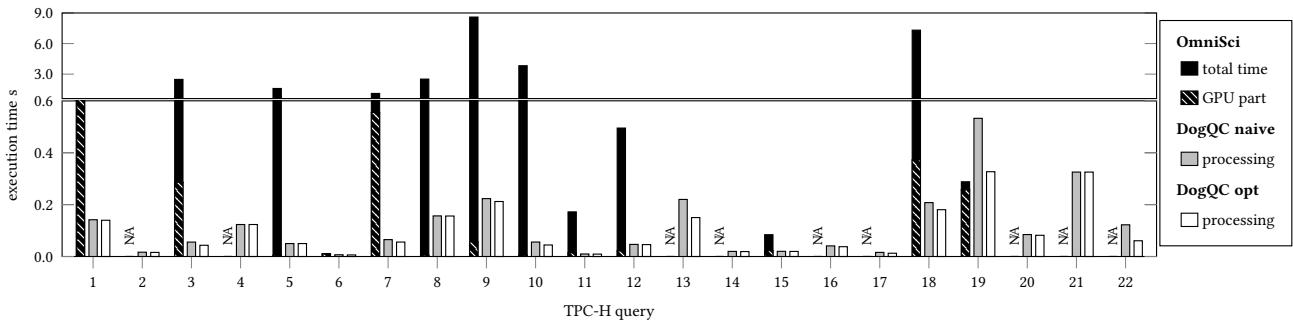 9.0
6.0
3.0
0.6
0.4
0.2
0.0
execution time s
N/A
N/A
N/A
N/A
N/A
N/A
N/A
N/A
N/A
1 2 3 4 5 6 7 8 9 10 11 12 13 14 15 16 17 18 19 20 21 22
TPC-H query
OmniSci
total time
GPU part
DogQC naive
processing
DogQC opt
processing